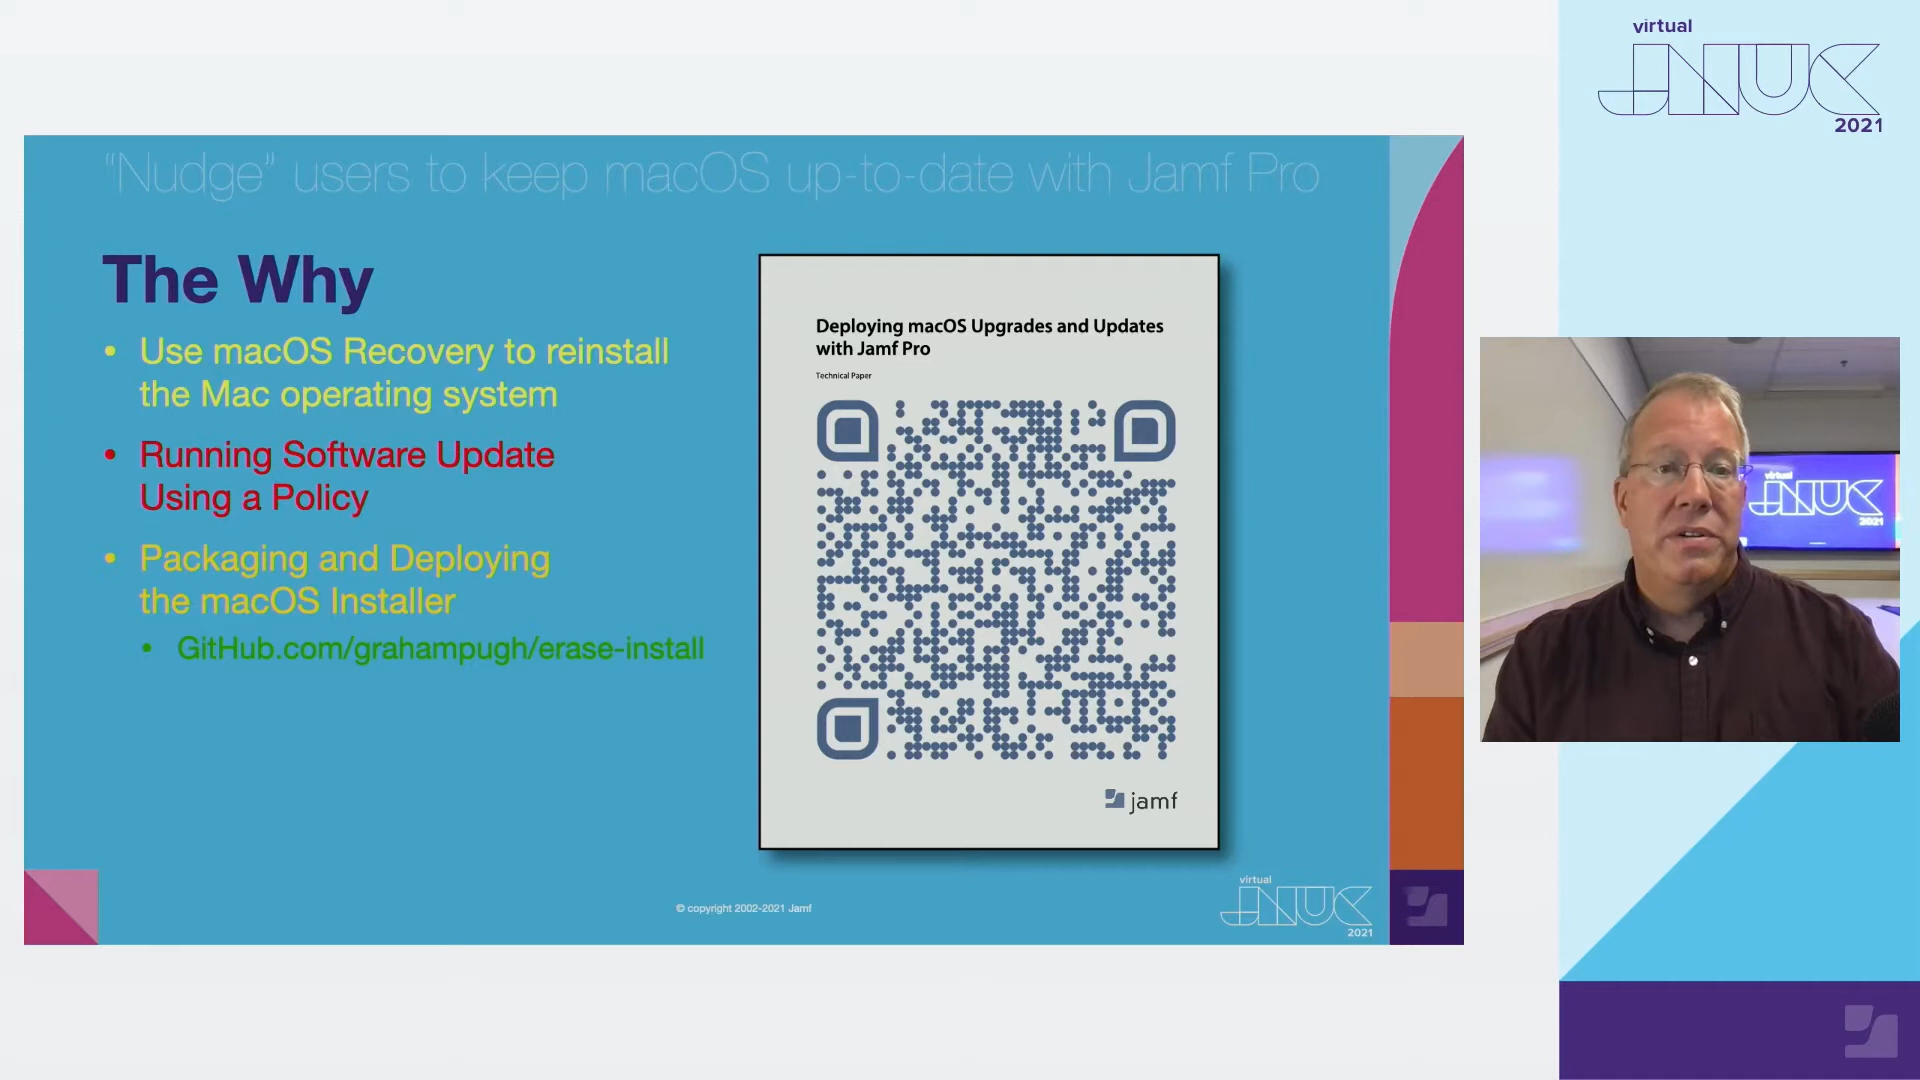 virtual
JNUC
2021
“Nudge” users to keep macOS up-to-date with Jamf Pro
The Why
• Use macOS Recovery to reinstall
the Mac operating system
• Running Software Update
Using a Policy
• Packaging and Deploying
the macOS Installer
• GitHub.com/grahampugh/erase-install
Deploying macOS Upgrades and Updates
with Jamf Pro
Technical Paper
jamf
© copyright 2002-2021 Jamf
virtual
JNUC
2021
virtual
JNUC
2021